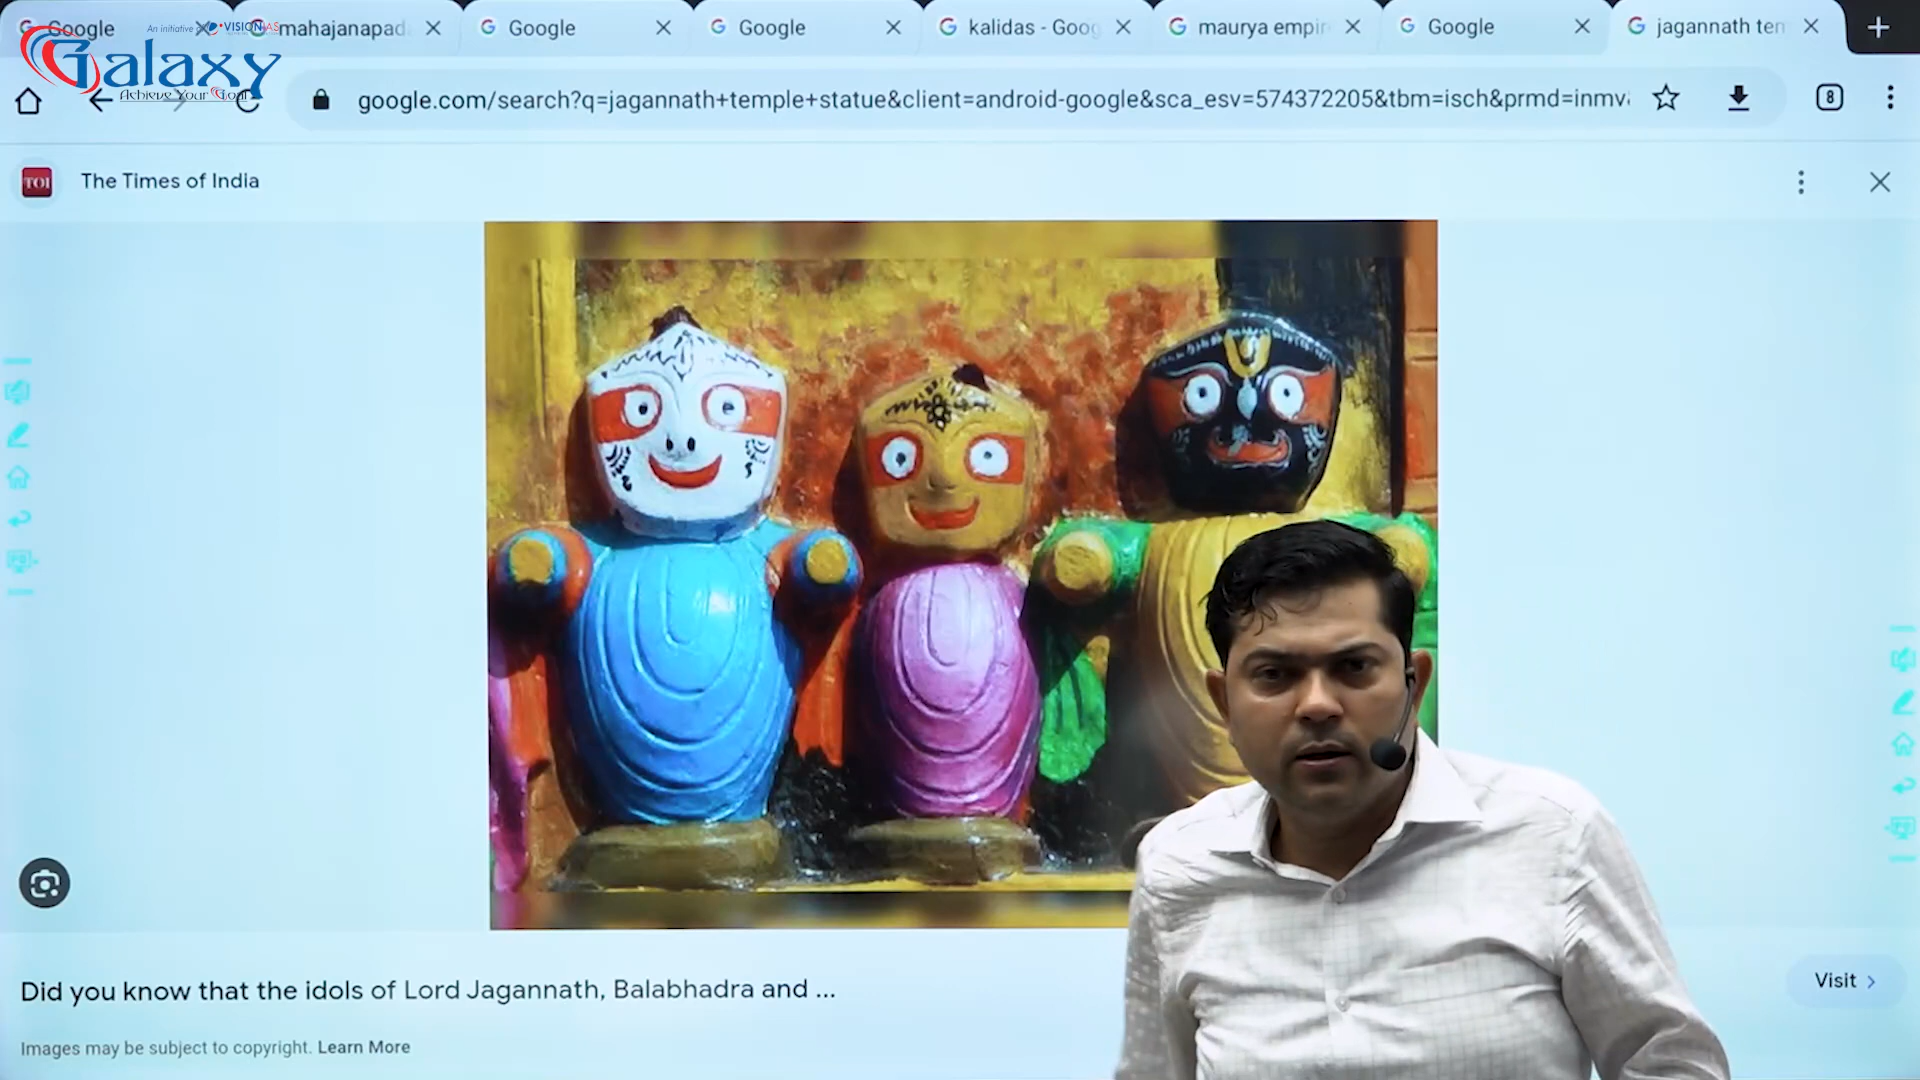 Google
mahajanapad
Google
Google
kalidas - Goog
maurya empir
Google
jagannath tem
An initiative of VISIONIAS
Galaxy
Achieve Your Goal
google.com/search?q=jagannath+temple+statue&client=android-google&sca_esv=574372205&tbm=isch&prmd=inmv
8
TOI
The Times of India
Did you know that the idols of Lord Jagannath, Balabhadra and ...
Visit
Images may be subject to copyright. Learn More